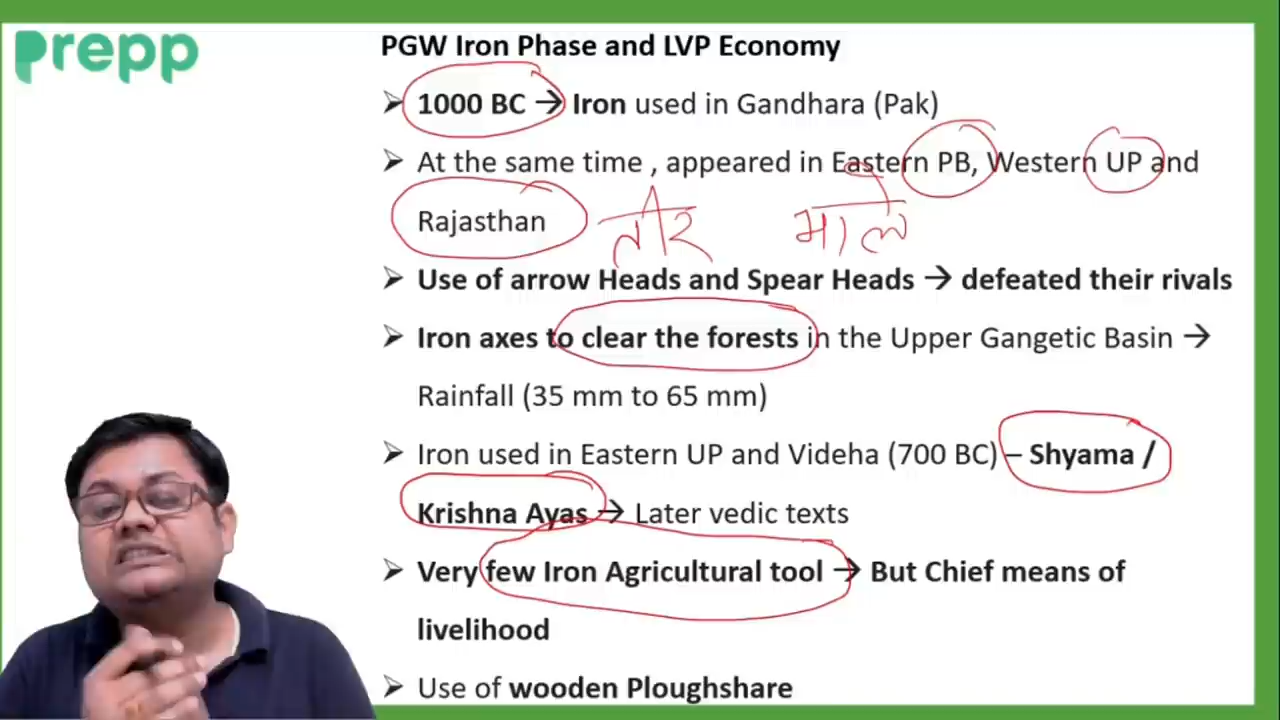 prepp
PGW Iron Phase and LVP Economy
➤ 1000 BC → Iron used in Gandhara (Pak)
➤ At the same time , appeared in Eastern PB, Western UP and
Rajasthan
तीर भाले
➤ Use of arrow Heads and Spear Heads → defeated their rivals
➤ Iron axes to clear the forests in the Upper Gangetic Basin →
Rainfall (35 mm to 65 mm)
➤ Iron used in Eastern UP and Videha (700 BC) – Shyama /
Krishna Ayas → Later vedic texts
➤ Very few Iron Agricultural tool → But Chief means of
livelihood
➤ Use of wooden Ploughshare